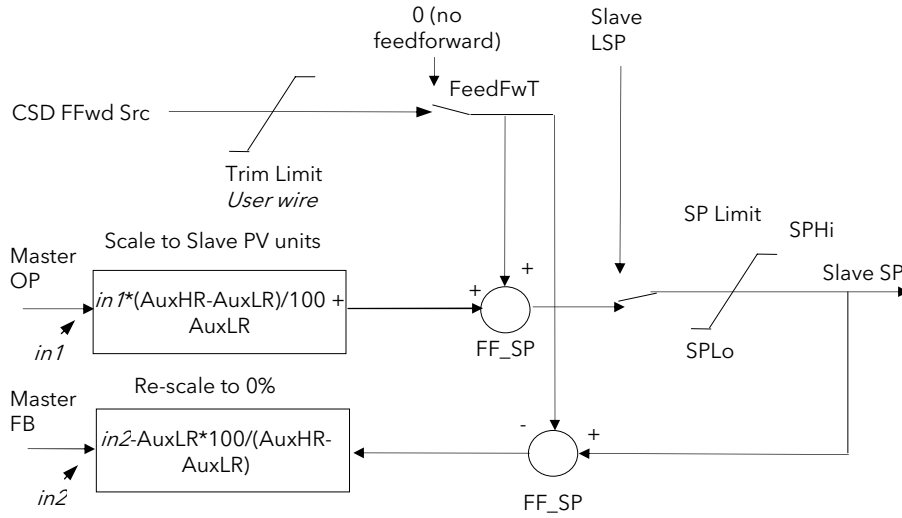 0 (no
feedforward)
Slave
LSP
FeedFwT
CSD FFwd Src
Trim Limit
User wire
SP Limit
SPHi
Scale to Slave PV units
Master
OP
in1*(AuxHR-AuxLR)/100 +
AuxLR
in1
+
+
FF_SP
Slave SP
SPLo
Re-scale to 0%
Master
FB
in2-AuxLR*100/(AuxHR-
AuxLR)
in2
-
+
FF_SP